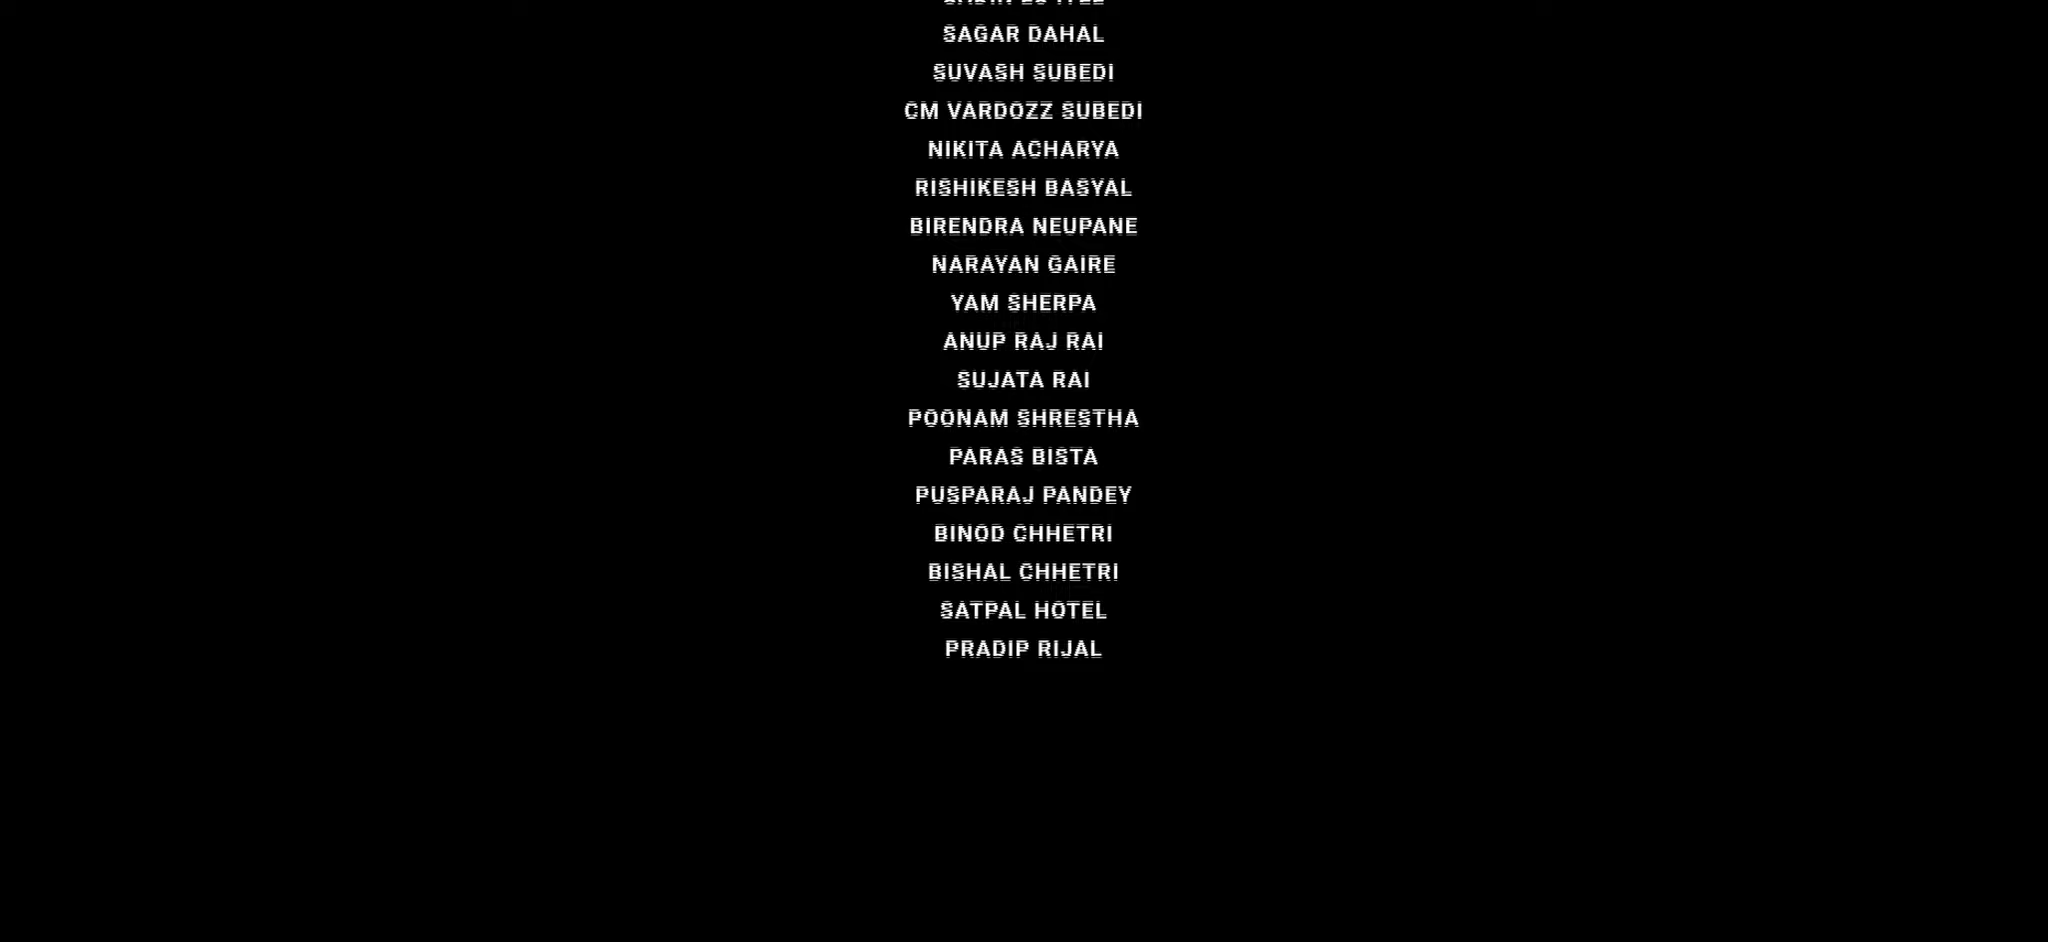 SAGAR DAHAL
SUVASH SUBEDI
CM VARDOZZ SUBEDI
NIKITA ACHARYA
RISHIKESH BASYAL
BIRENDRA NEUPANE
NARAYAN GAIRE
YAM SHERPA
ANUP RAJ RAI
SUJATA RAI
POONAM SHRESTHA
PARAS BISTA
PUSPARAJ PANDEY
BINOD CHHETRI
BISHAL CHHETRI
SATPAL HOTEL
PRADIP RIJAL